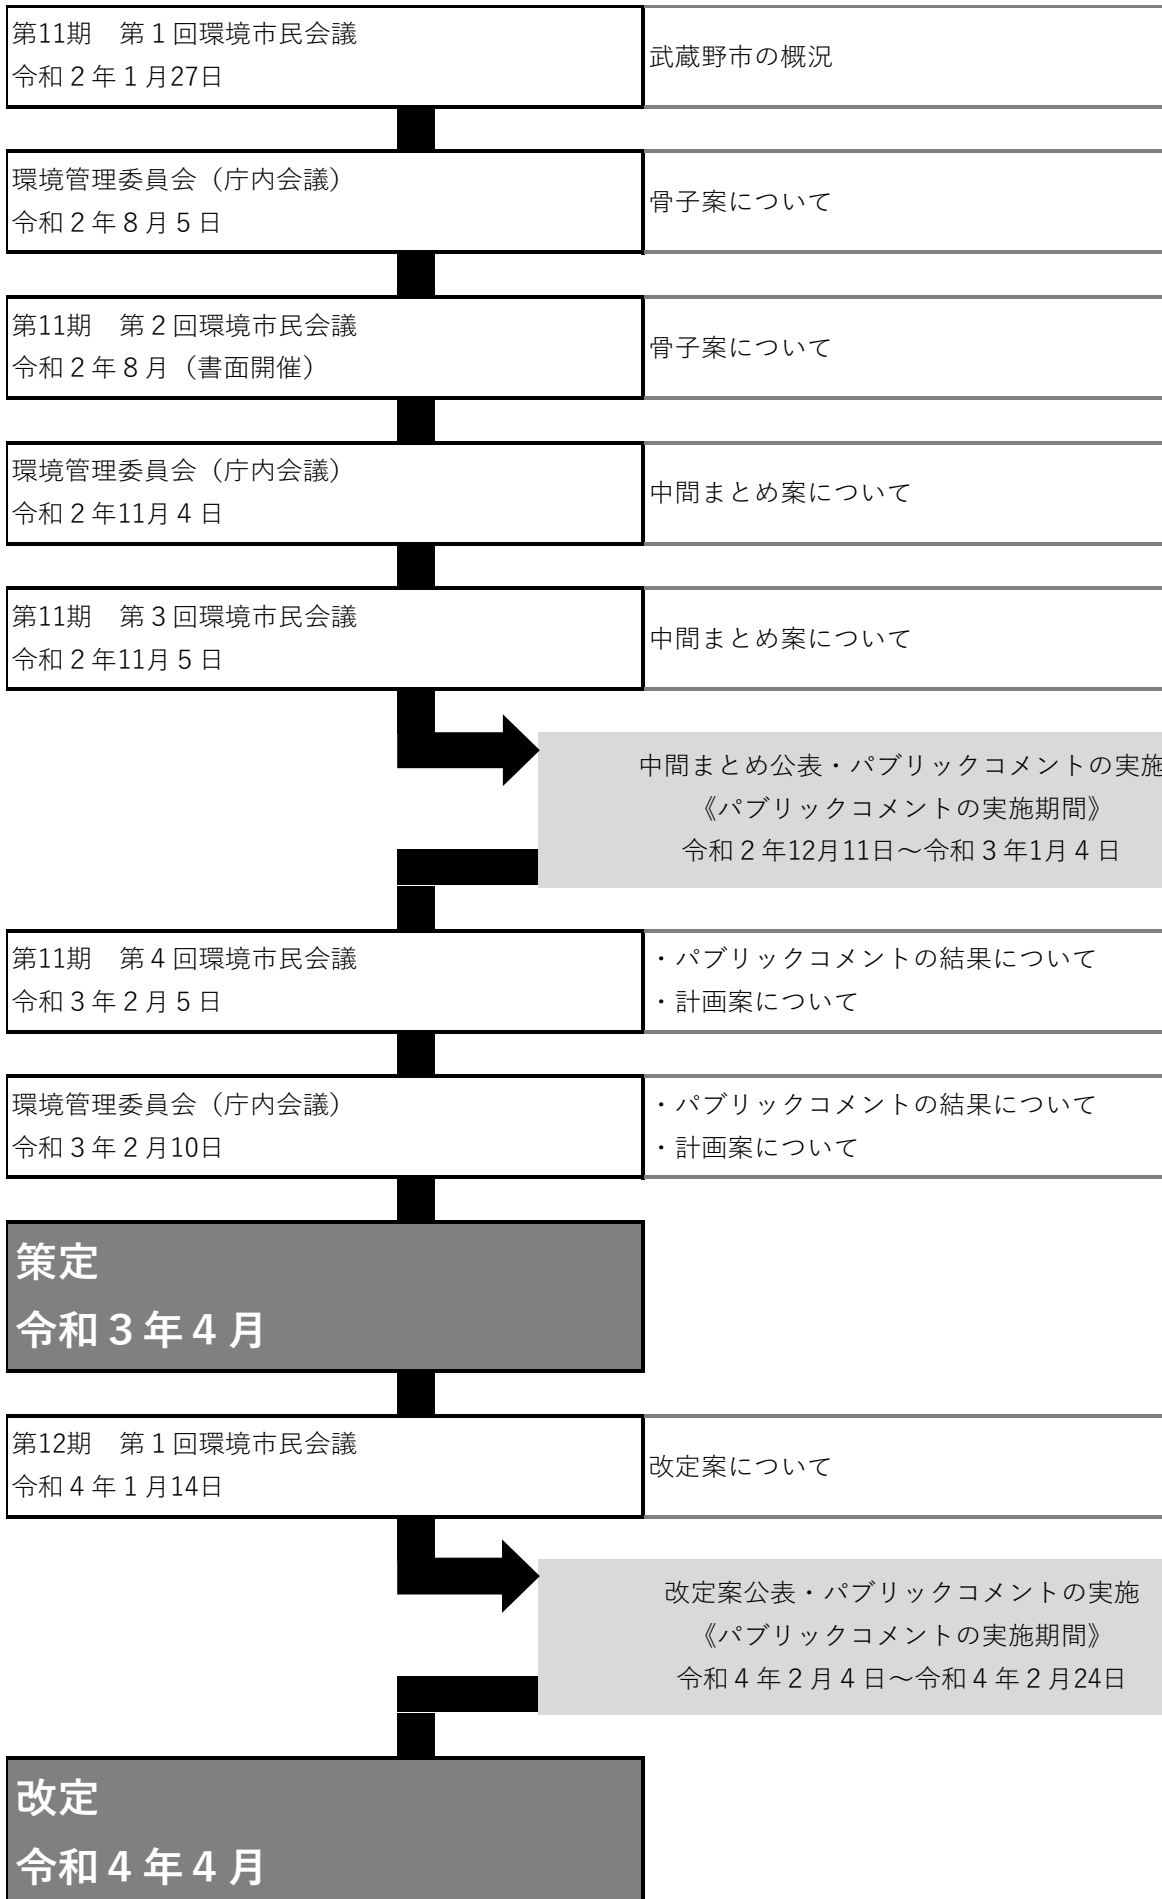 第11期　第１回環境市民会議
令和２年１月27日
武蔵野市の概況
環境管理委員会（庁内会議）
令和２年８月５日
骨子案について
第11期　第２回環境市民会議
令和２年８月（書面開催）
骨子案について
環境管理委員会（庁内会議）
令和２年11月４日
中間まとめ案について
第11期　第３回環境市民会議
令和２年11月５日
中間まとめ案について
中間まとめ公表・パブリックコメントの実施
《パブリックコメントの実施期間》
令和２年12月11日～令和３年1月４日
第11期　第４回環境市民会議
令和３年２月５日
・パブリックコメントの結果について
・計画案について
環境管理委員会（庁内会議）
令和３年２月10日
・パブリックコメントの結果について
・計画案について
策定
令和３年４月
第12期　第１回環境市民会議
令和４年１月14日
改定案について
改定案公表・パブリックコメントの実施
《パブリックコメントの実施期間》
令和４年２月４日～令和４年２月24日
改定
令和４年４月